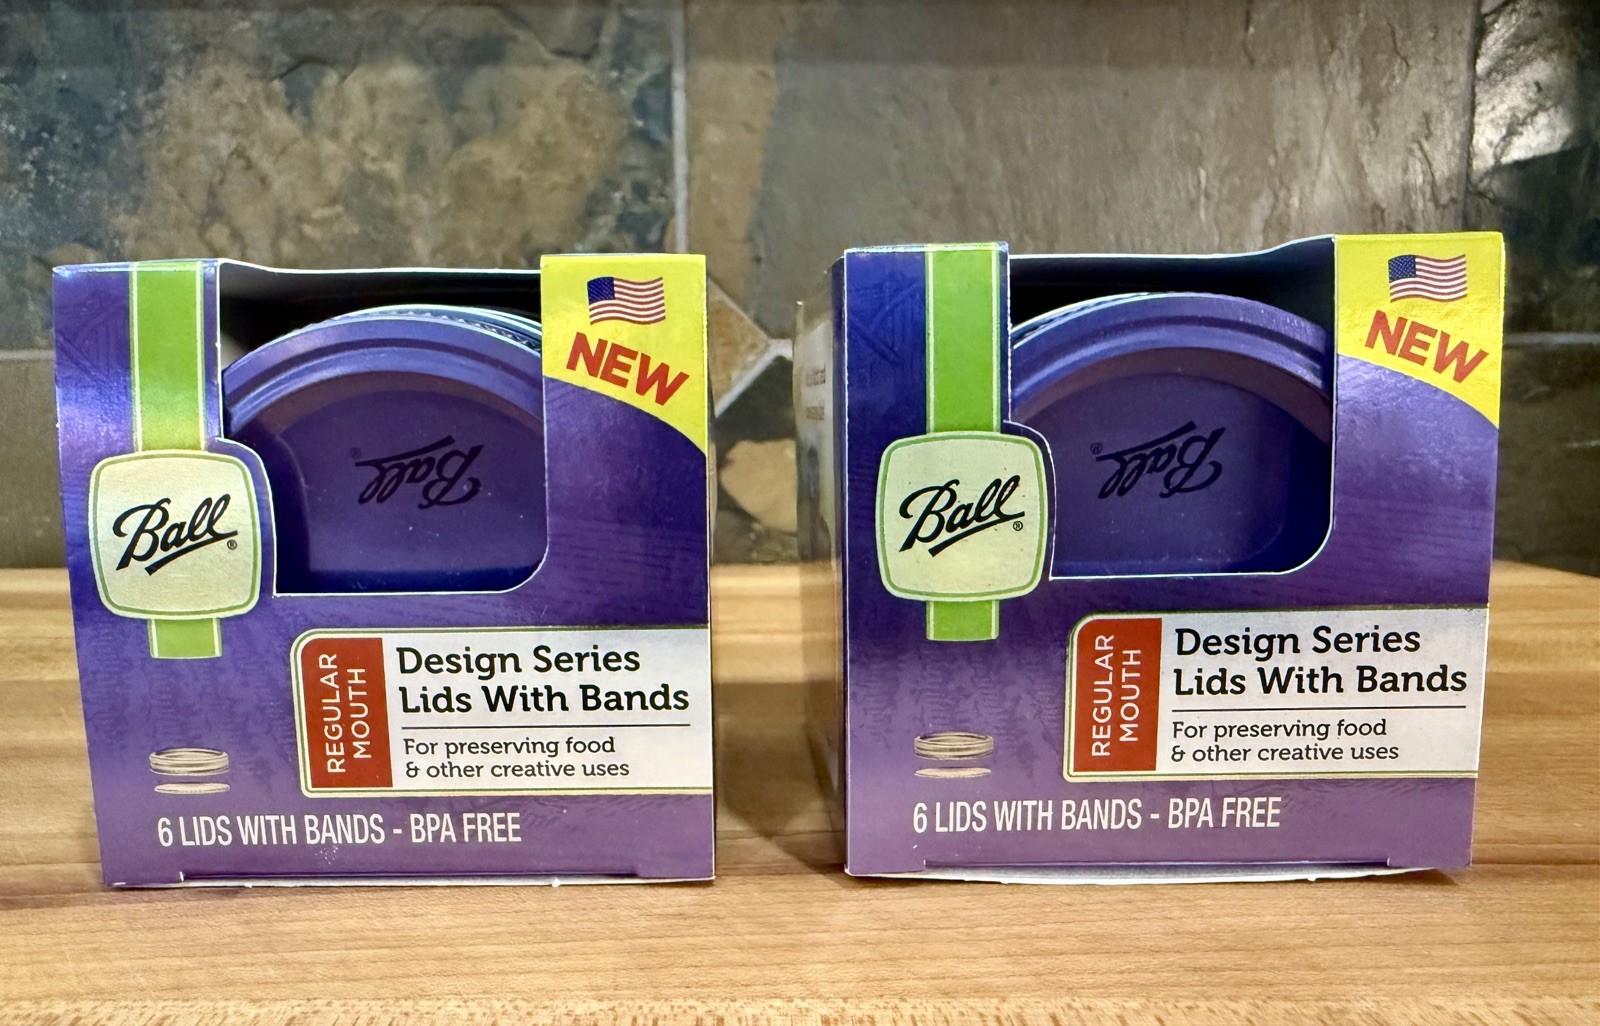 NEW
Ball®
Ball®
REGULAR
MOUTH
Design Series
Lids With Bands
For preserving food
& other creative uses
6 LIDS WITH BANDS - BPA FREE
NEW
Ball®
Ball®
REGULAR
MOUTH
Design Series
Lids With Bands
For preserving food
& other creative uses
6 LIDS WITH BANDS - BPA FREE